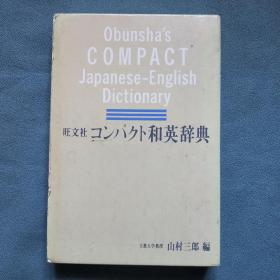 Obunsha's
COMPACT
Japanese-English
Dictionary
旺文社 コンパクト和英辞典
山村三郎 編